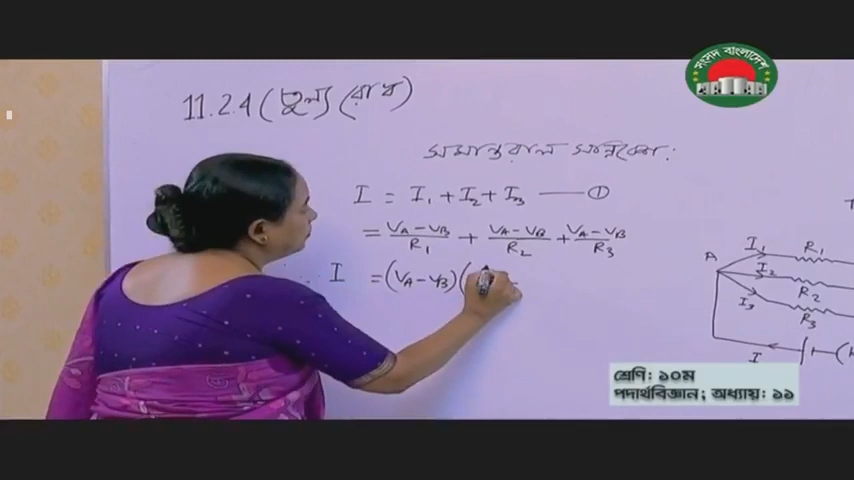 সংসদ বাংলাদেশ
11.2.4 (তুল্য রোধ)
সমান্তরাল সন্নিবেশ:
I = I₁ + I₂ + I₃ —— ①
= (V_A − V_B)/R₁ + (V_A − V_B)/R₂ + (V_A − V_B)/R₃
I = (V_A − V_B) (
A I₁ R₁
I₂ R₂
I₃ R₃
I
শ্রেণি: ১০ম
পদার্থবিজ্ঞান; অধ্যায়: ১১